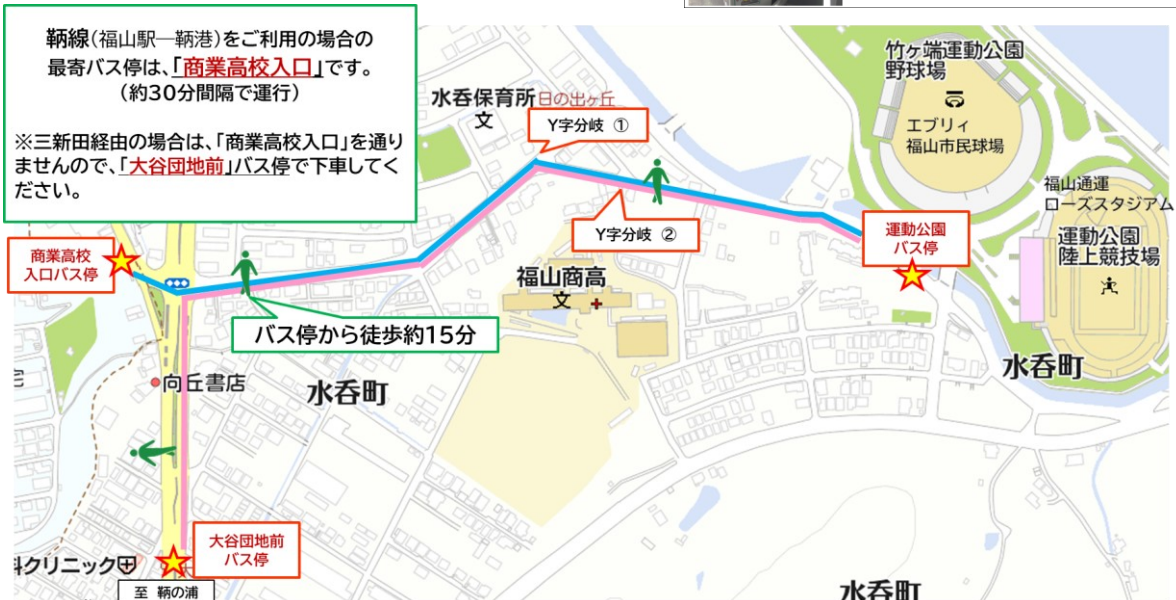 鞆線(福山駅―鞆港)をご利用の場合の
最寄バス停は、「商業高校入口」です。
(約30分間隔で運行)
※三新田経由の場合は、「商業高校入口」を通り
ませんので、「大谷団地前」バス停で下車してく
ださい。
竹ヶ端運動公園
野球場
水呑保育所
日の出ヶ丘
文
Y字分岐 ①
エブリィ
福山市民球場
福山通運
ローズスタジアム
Y字分岐 ②
運動公園
バス停
運動公園
陸上競技場
商業高校
入口バス停
福山商高
文
バス停から徒歩約15分
水呑町
向丘書店
水呑町
大谷団地前
バス停
科クリニック
至 鞆の浦
水呑町